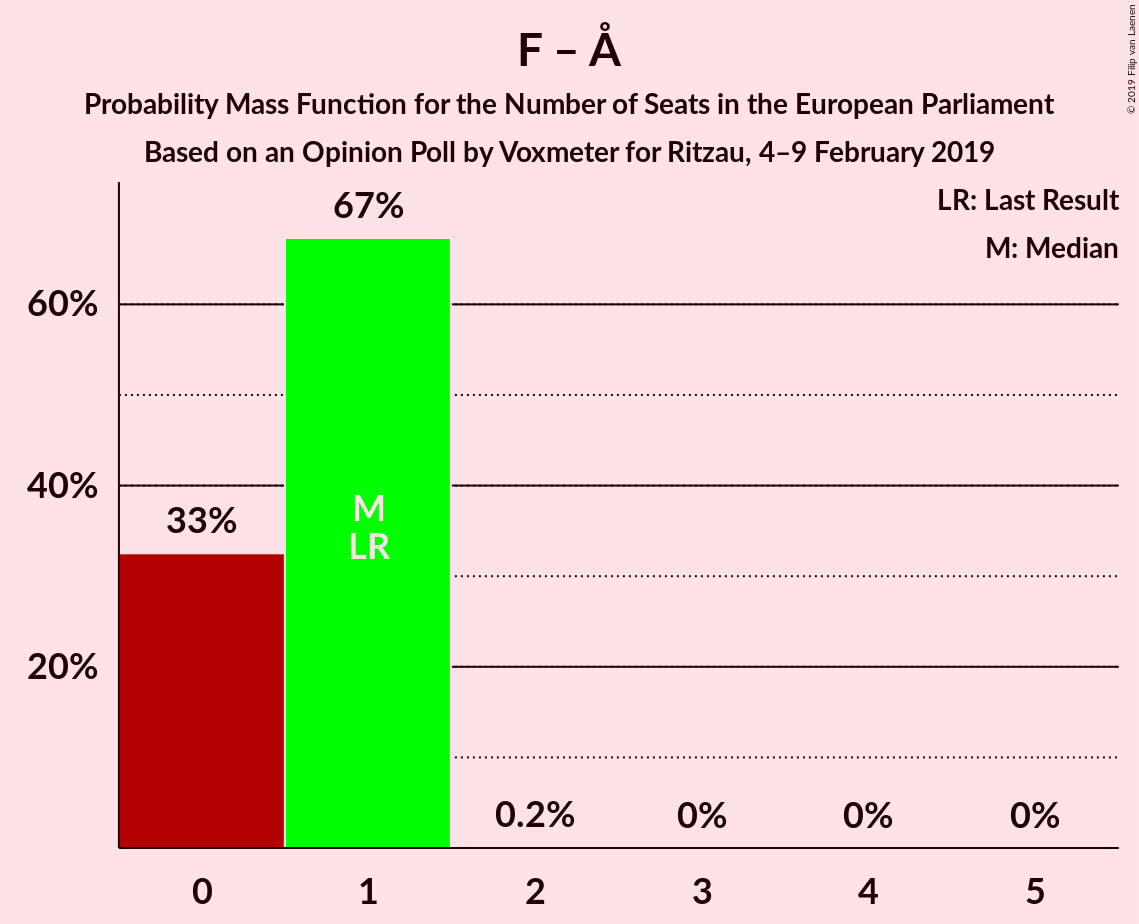 F – Å
Probability Mass Function for the Number of Seats in the European Parliament
Based on an Opinion Poll by Voxmeter for Ritzau, 4–9 February 2019
© 2019 Filip van Laenen
LR: Last Result
M: Median
67%
60%
40%
33%
M
LR
20%
0.2%
0%
0%
0%
0
1
2
3
4
5